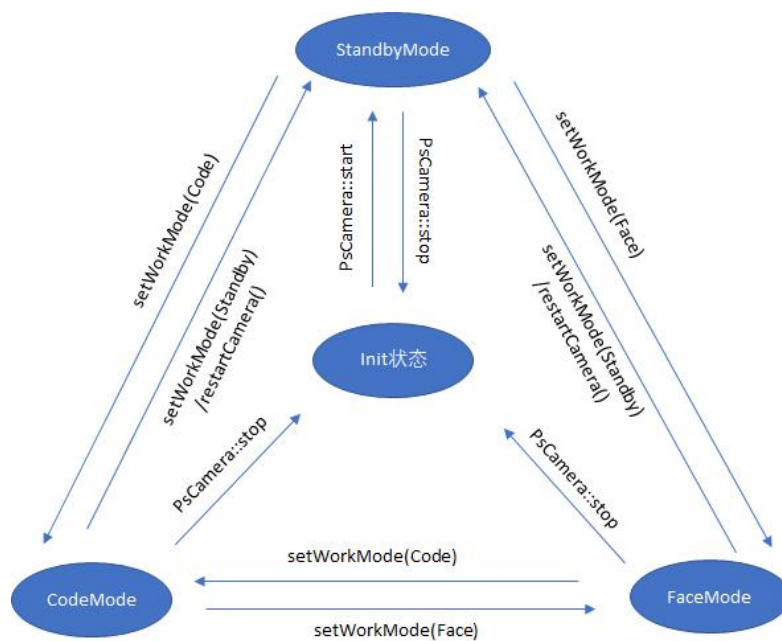 StandbyMode
setWorkMode(Code)
setWorkMode(Standby)
/restartCamera()
PsCamera::start
PsCamera::stop
setWorkMode(Face)
setWorkMode(Standby)
/restartCamera()
Init状态
PsCamera::stop
PsCamera::stop
CodeMode
setWorkMode(Code)
setWorkMode(Face)
FaceMode